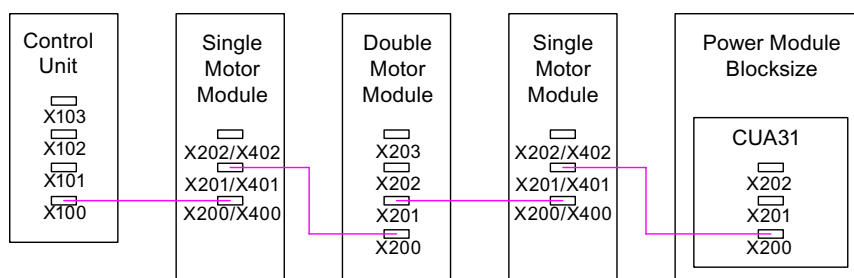 Control
Unit
X103
X102
X101
X100
Single
Motor
Module
X202/X402
X201/X401
X200/X400
Double
Motor
Module
X203
X202
X201
X200
Single
Motor
Module
X202/X402
X201/X401
X200/X400
Power Module
Blocksize
CUA31
X202
X201
X200